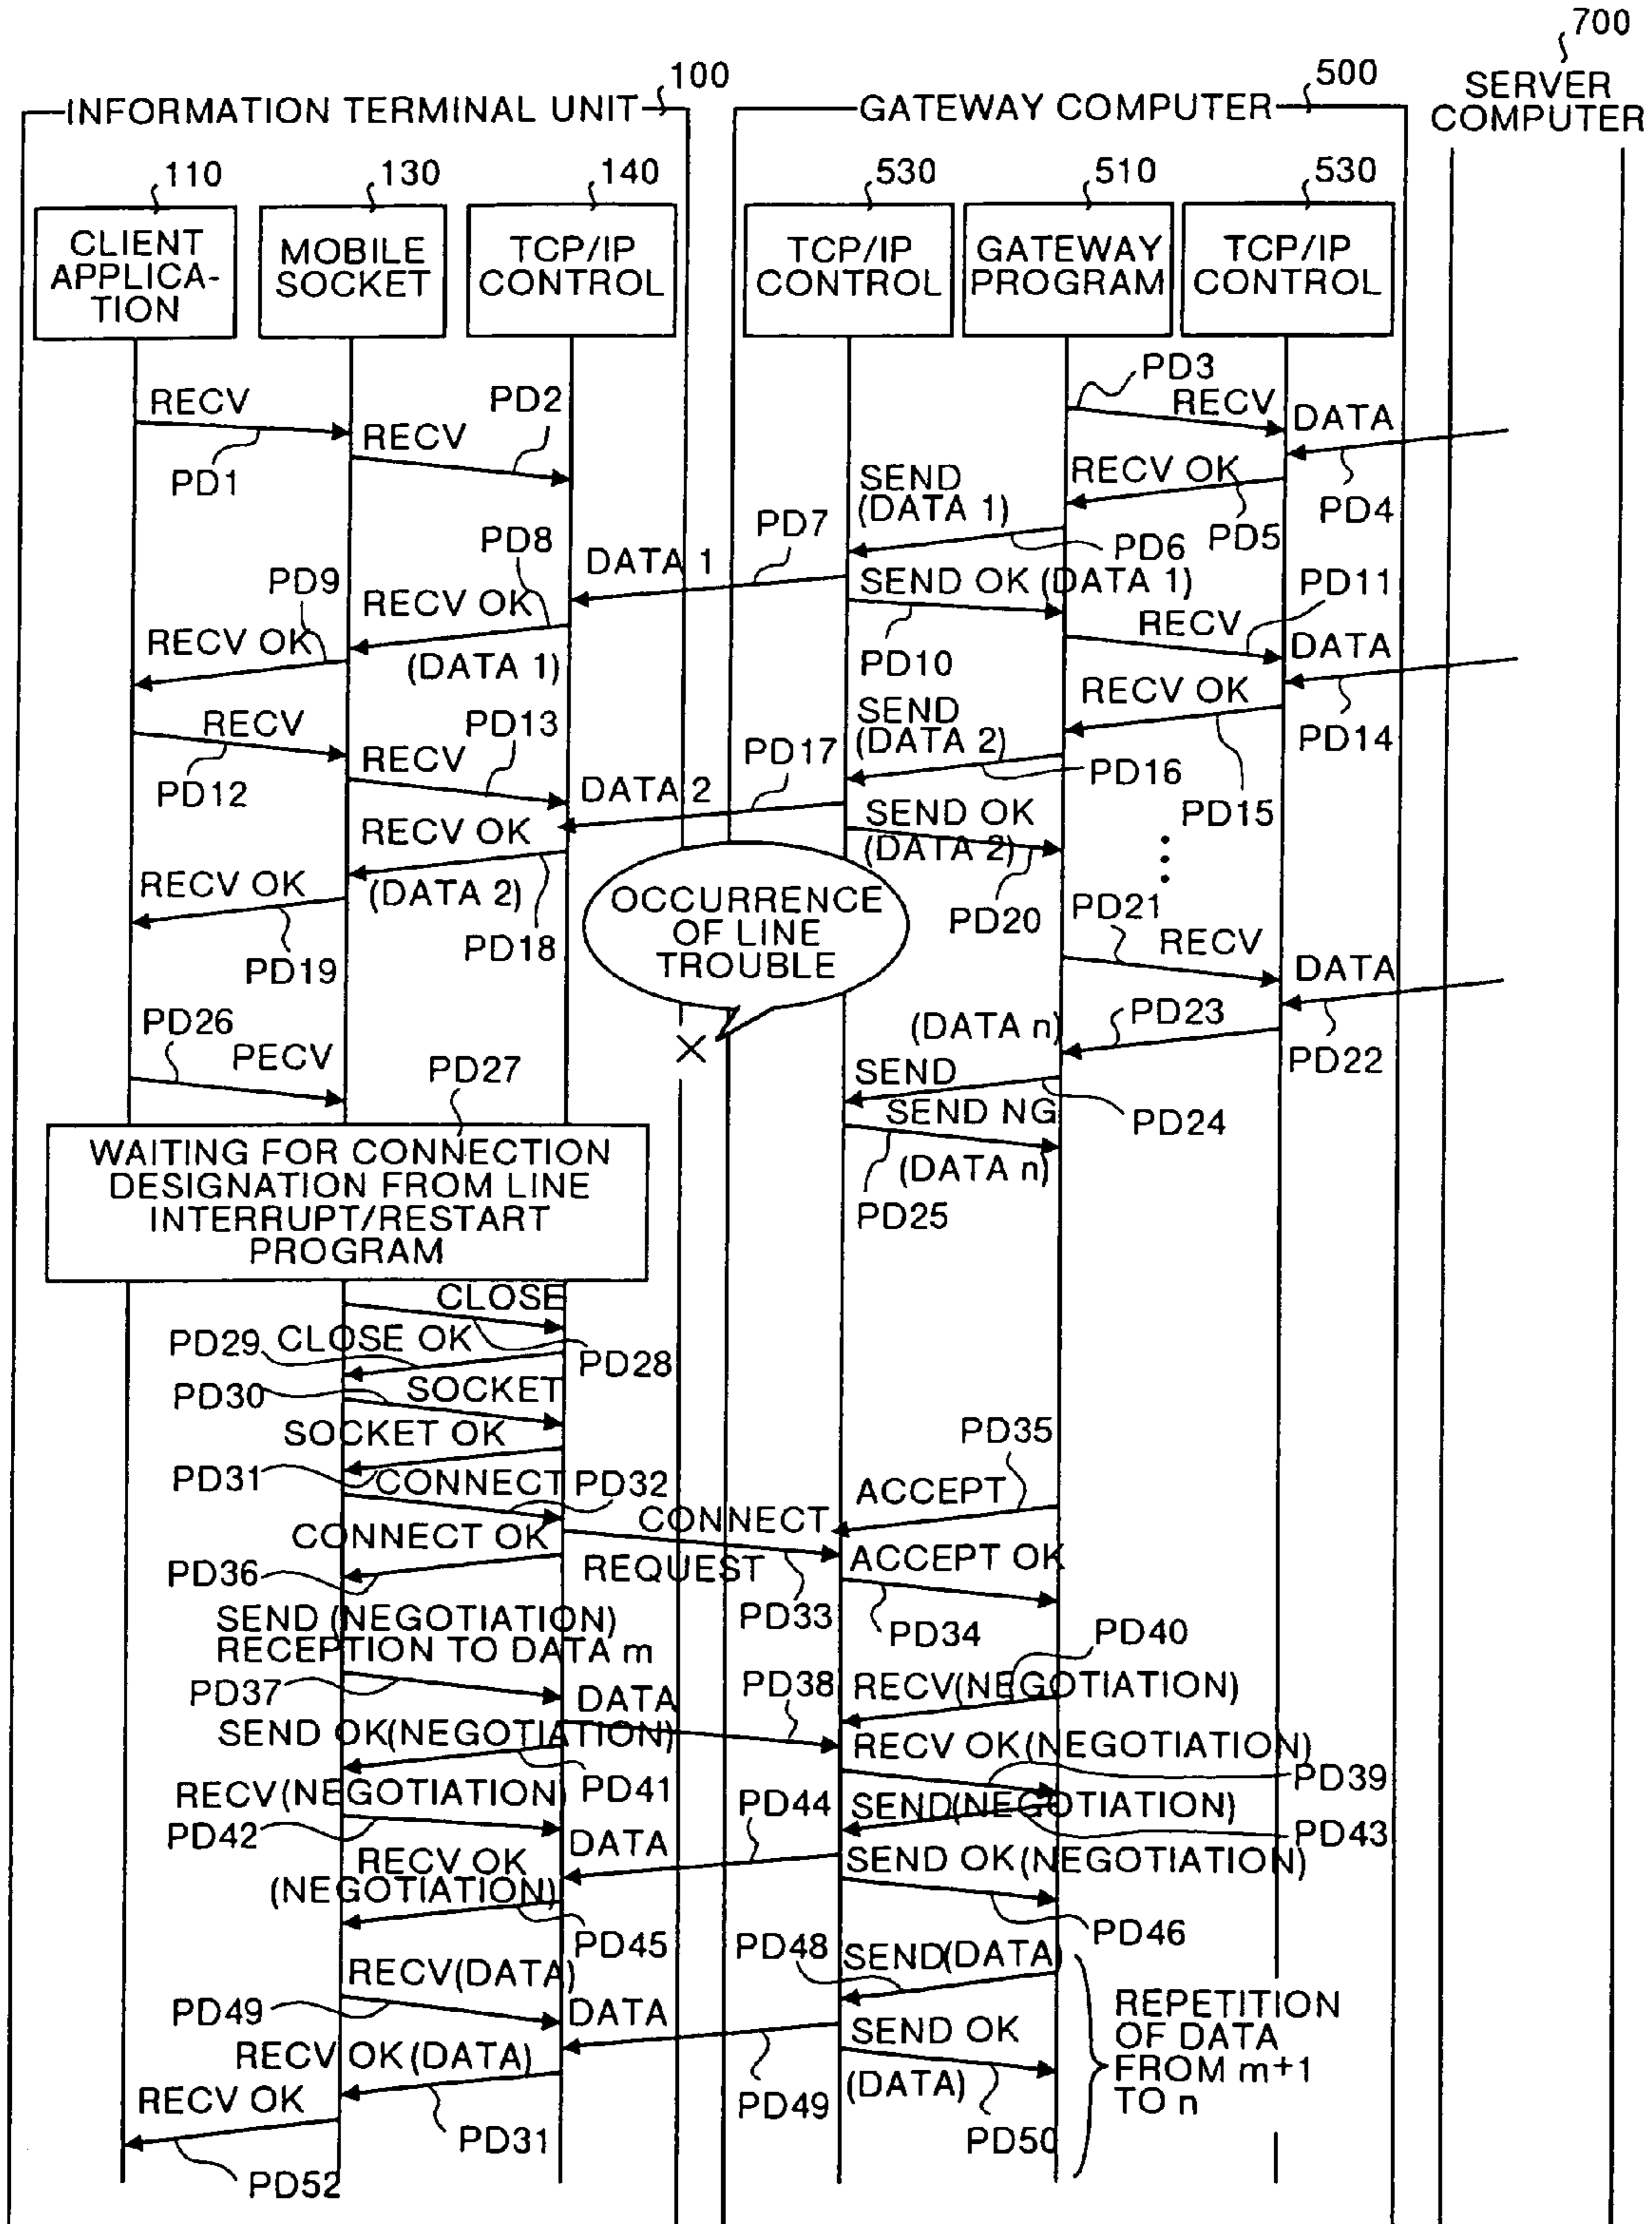 700
SERVER
COMPUTER
100
INFORMATION TERMINAL UNIT
500
GATEWAY COMPUTER
110
130
140
530
510
530
CLIENT
APPLICA-
TION
MOBILE
SOCKET
TCP/IP
CONTROL
TCP/IP
CONTROL
GATEWAY
PROGRAM
TCP/IP
CONTROL
PD3
RECV
PD2
RECV
DATA
RECV
PD1
SEND
(DATA 1)
RECV OK
PD4
PD7
PD5
PD6
PD8
DATA 1
SEND OK (DATA 1)
PD11
PD9
RECV OK
RECV
DATA
RECV OK
(DATA 1)
PD10
RECV OK
RECV
PD13
SEND
(DATA 2)
PD14
RECV
PD17
PD16
PD12
DATA 2
PD15
RECV OK
SEND OK
(DATA 2)
RECV OK
(DATA 2)
OCCURRENCE
OF LINE
TROUBLE
PD20
PD21
RECV
PD18
PD19
DATA
PD26
(DATA n)
PD23
PECV
PD27
SEND
PD22
SEND NG
PD24
(DATA n)
PD25
WAITING FOR CONNECTION
DESIGNATION FROM LINE
INTERRUPT/RESTART
PROGRAM
CLOSE
PD29
CLOSE OK
PD28
PD30
SOCKET
SOCKET OK
PD35
PD31
CONNECT
PD32
ACCEPT
CONNECT OK
CONNECT
REQUEST
ACCEPT OK
PD36
PD33
PD34
SEND (NEGOTIATION)
RECEPTION TO DATA m
PD40
PD37
DATA
PD38
RECV(NEGOTIATION)
SEND OK(NEGOTIATION)
RECV OK(NEGOTIATION)
PD39
RECV(NEGOTIATION)
PD41
PD44
SEND(NEGOTIATION)
PD42
DATA
PD43
RECV OK
(NEGOTIATION)
SEND OK(NEGOTIATION)
PD45
PD46
PD48
SEND(DATA)
RECV(DATA)
PD49
DATA
SEND OK
(DATA)
REPETITION
OF DATA
FROM m+1
TO n
RECV OK(DATA)
RECV OK
PD49
PD31
PD50
PD52